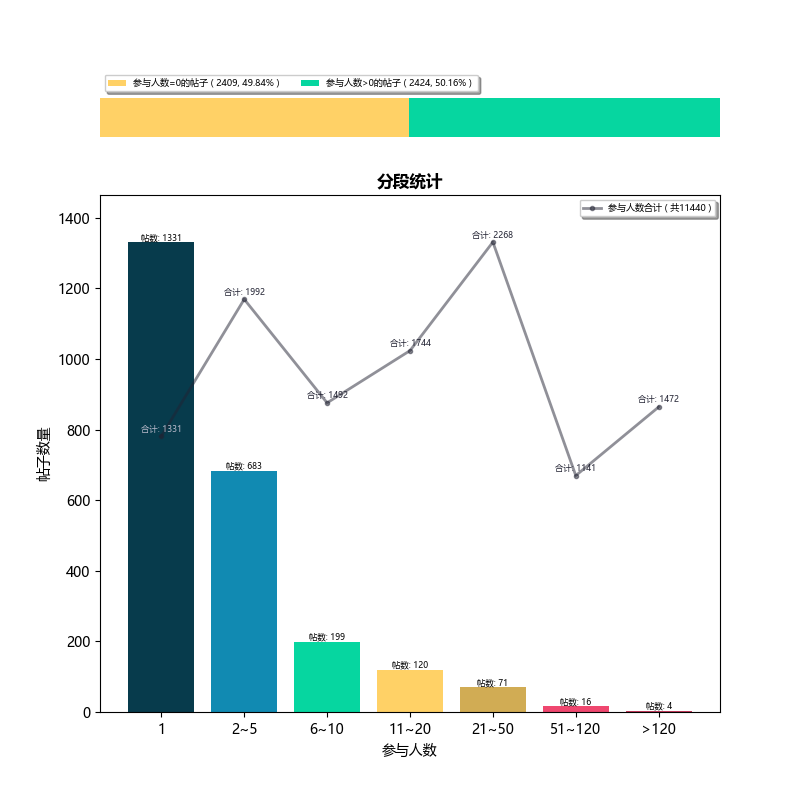 参与人数=0的帖子 ( 2409, 49.84% ) 参与人数>0的帖子 ( 2424, 50.16% )
分段统计
参与人数合计 ( 共11440 )
1400
1200
1000
800
600
400
200
0
帖子数量
帖数: 1331
帖数: 683
帖数: 199
帖数: 120
帖数: 71
帖数: 16
帖数: 4
合计: 1331
合计: 1992
合计: 1492
合计: 1744
合计: 2268
合计: 1141
合计: 1472
1 2~5 6~10 11~20 21~50 51~120 >120
参与人数